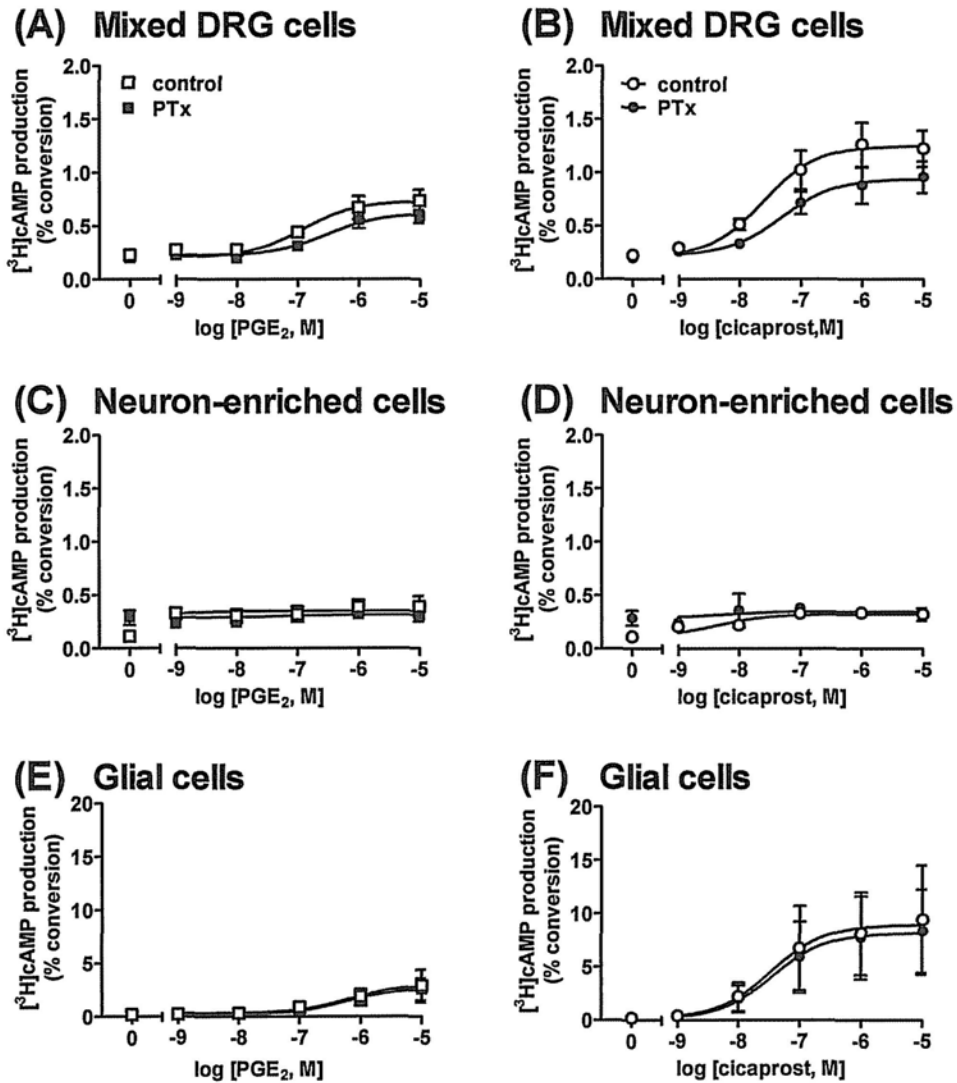 (A) Mixed DRG cells
[³H]cAMP production
(% conversion)
2.0
1.5
1.0
0.5
0.0
control
PTx
0 -9 -8 -7 -6 -5
log [PGE₂, M]
(B) Mixed DRG cells
[³H]cAMP production
(% conversion)
2.0
1.5
1.0
0.5
0.0
control
PTx
0 -9 -8 -7 -6 -5
log [cicaprost,M]
(C) Neuron-enriched cells
[³H]cAMP production
(% conversion)
2.0
1.5
1.0
0.5
0.0
0 -9 -8 -7 -6 -5
log [PGE₂, M]
(D) Neuron-enriched cells
[³H]cAMP production
(% conversion)
2.0
1.5
1.0
0.5
0.0
0 -9 -8 -7 -6 -5
log [cicaprost, M]
(E) Glial cells
[³H]cAMP production
(% conversion)
20
15
10
5
0
0 -9 -8 -7 -6 -5
log [PGE₂, M]
(F) Glial cells
[³H]cAMP production
(% conversion)
20
15
10
5
0
0 -9 -8 -7 -6 -5
log [cicaprost, M]